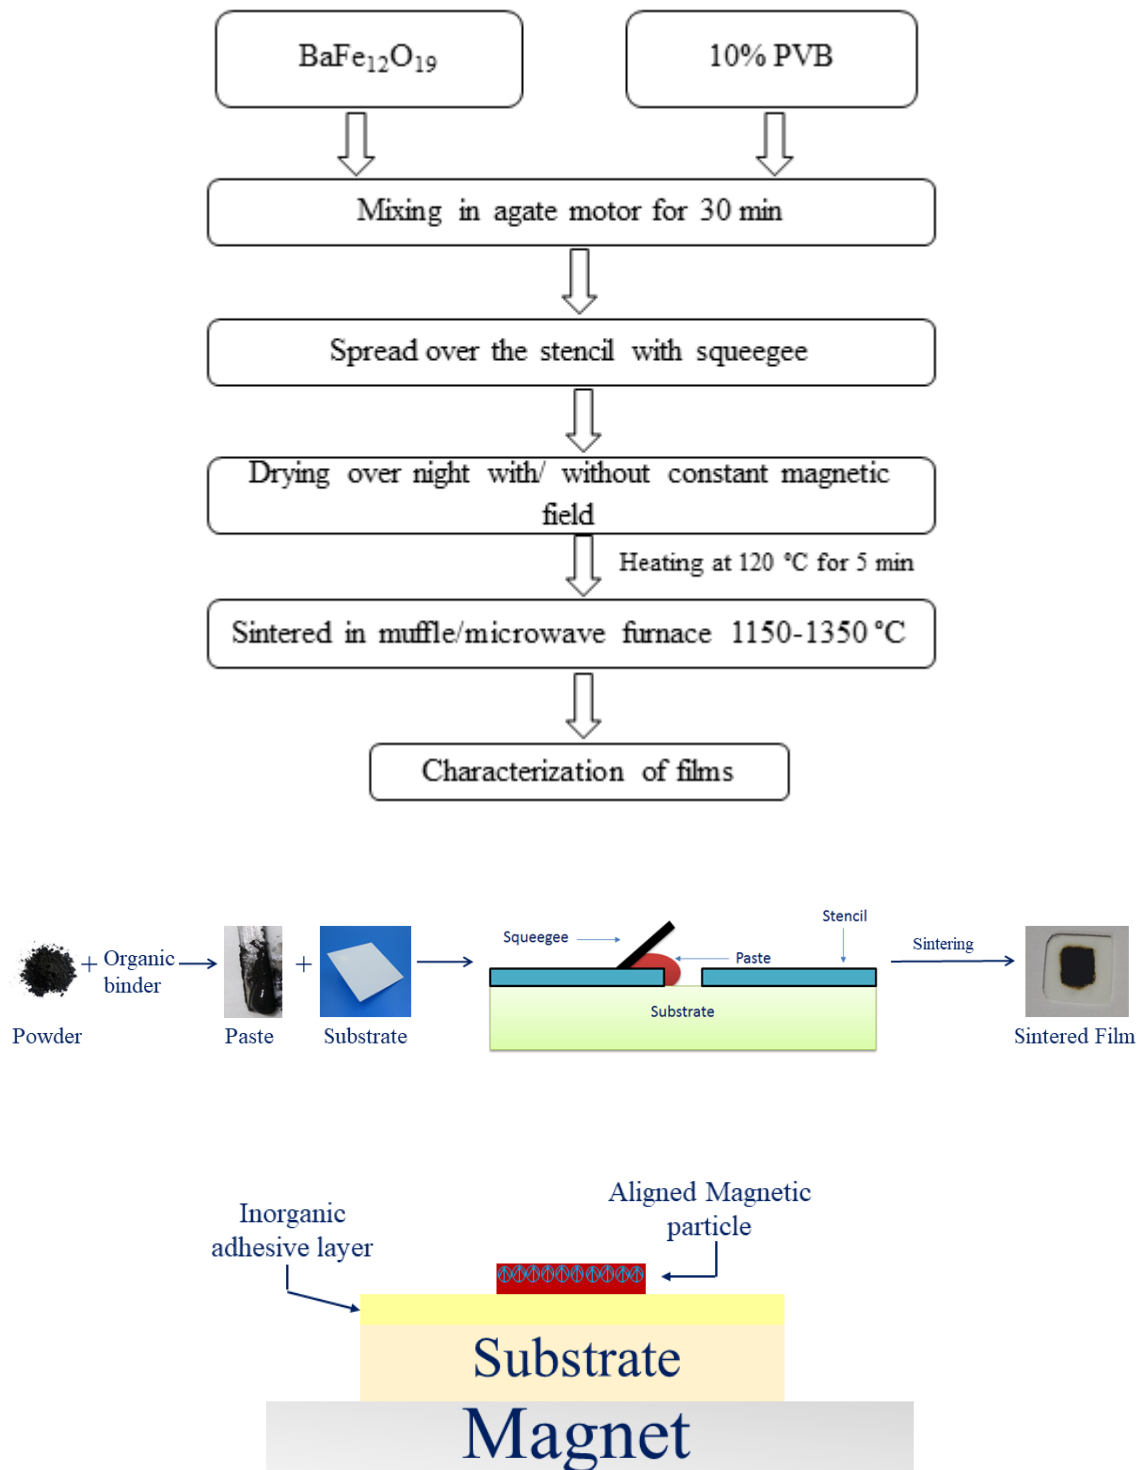 BaFe₁₂O₁₉
10% PVB
Mixing in agate motor for 30 min
Spread over the stencil with squeegee
Drying over night with/ without constant magnetic
field
Heating at 120 °C for 5 min
Sintered in muffle/microwave furnace 1150-1350 °C
Characterization of films
Powder
+ Organic
binder
Paste
+
Substrate
Squeegee
Paste
Stencil
Substrate
Sintering
Sintered Film
Inorganic
adhesive layer
Aligned Magnetic
particle
Substrate
Magnet